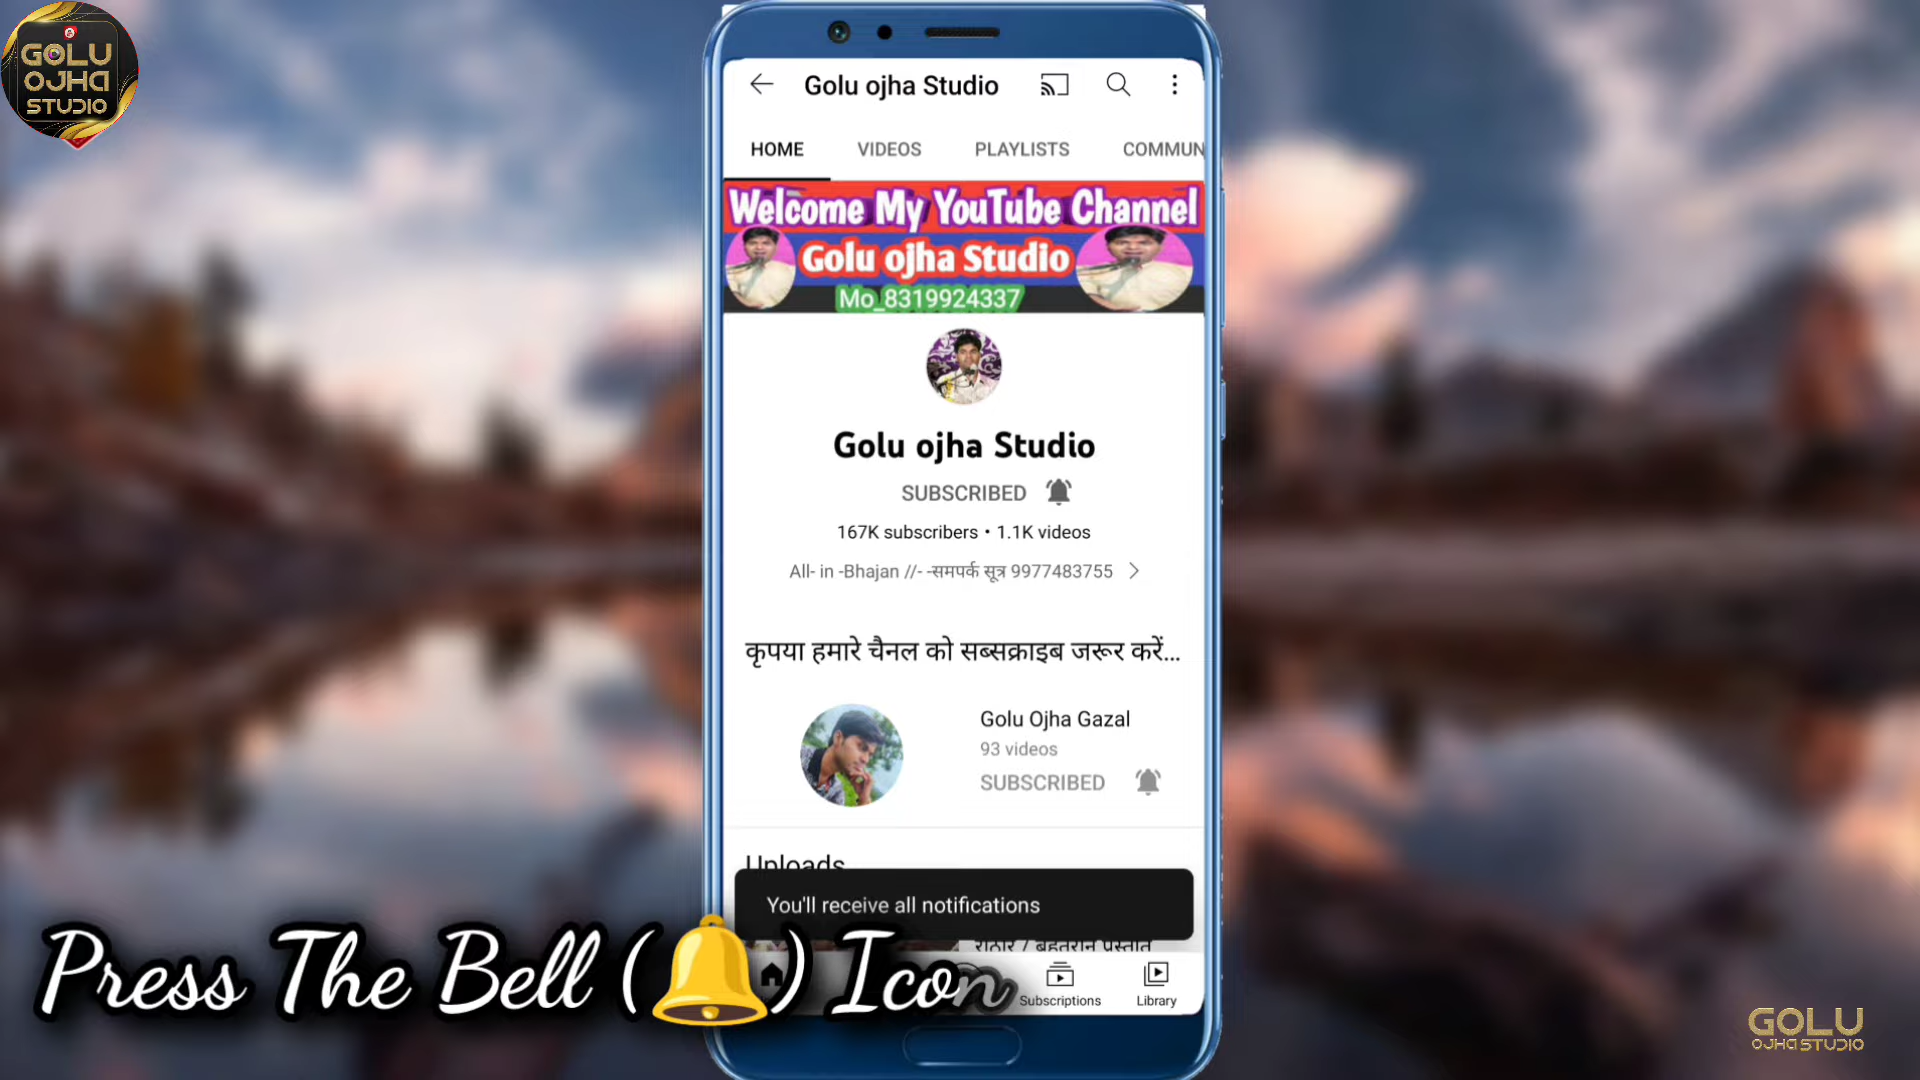 GOLU
OJHA
STUDIO
Golu ojha Studio
HOME VIDEOS PLAYLISTS COMMUN
Welcome My YouTube Channel
Golu ojha Studio
Mo_8319924337
Golu ojha Studio
SUBSCRIBED
167K subscribers • 1.1K videos
All- in -Bhajan //- -समपर्क सूत्र 9977483755
कृपया हमारे चैनल को सब्सक्राइब जरूर करें...
Golu Ojha Gazal
93 videos
SUBSCRIBED
Uploads
You'll receive all notifications
Press The Bell (🔔) Icon
Subscriptions Library
GOLU
OJHA STUDIO